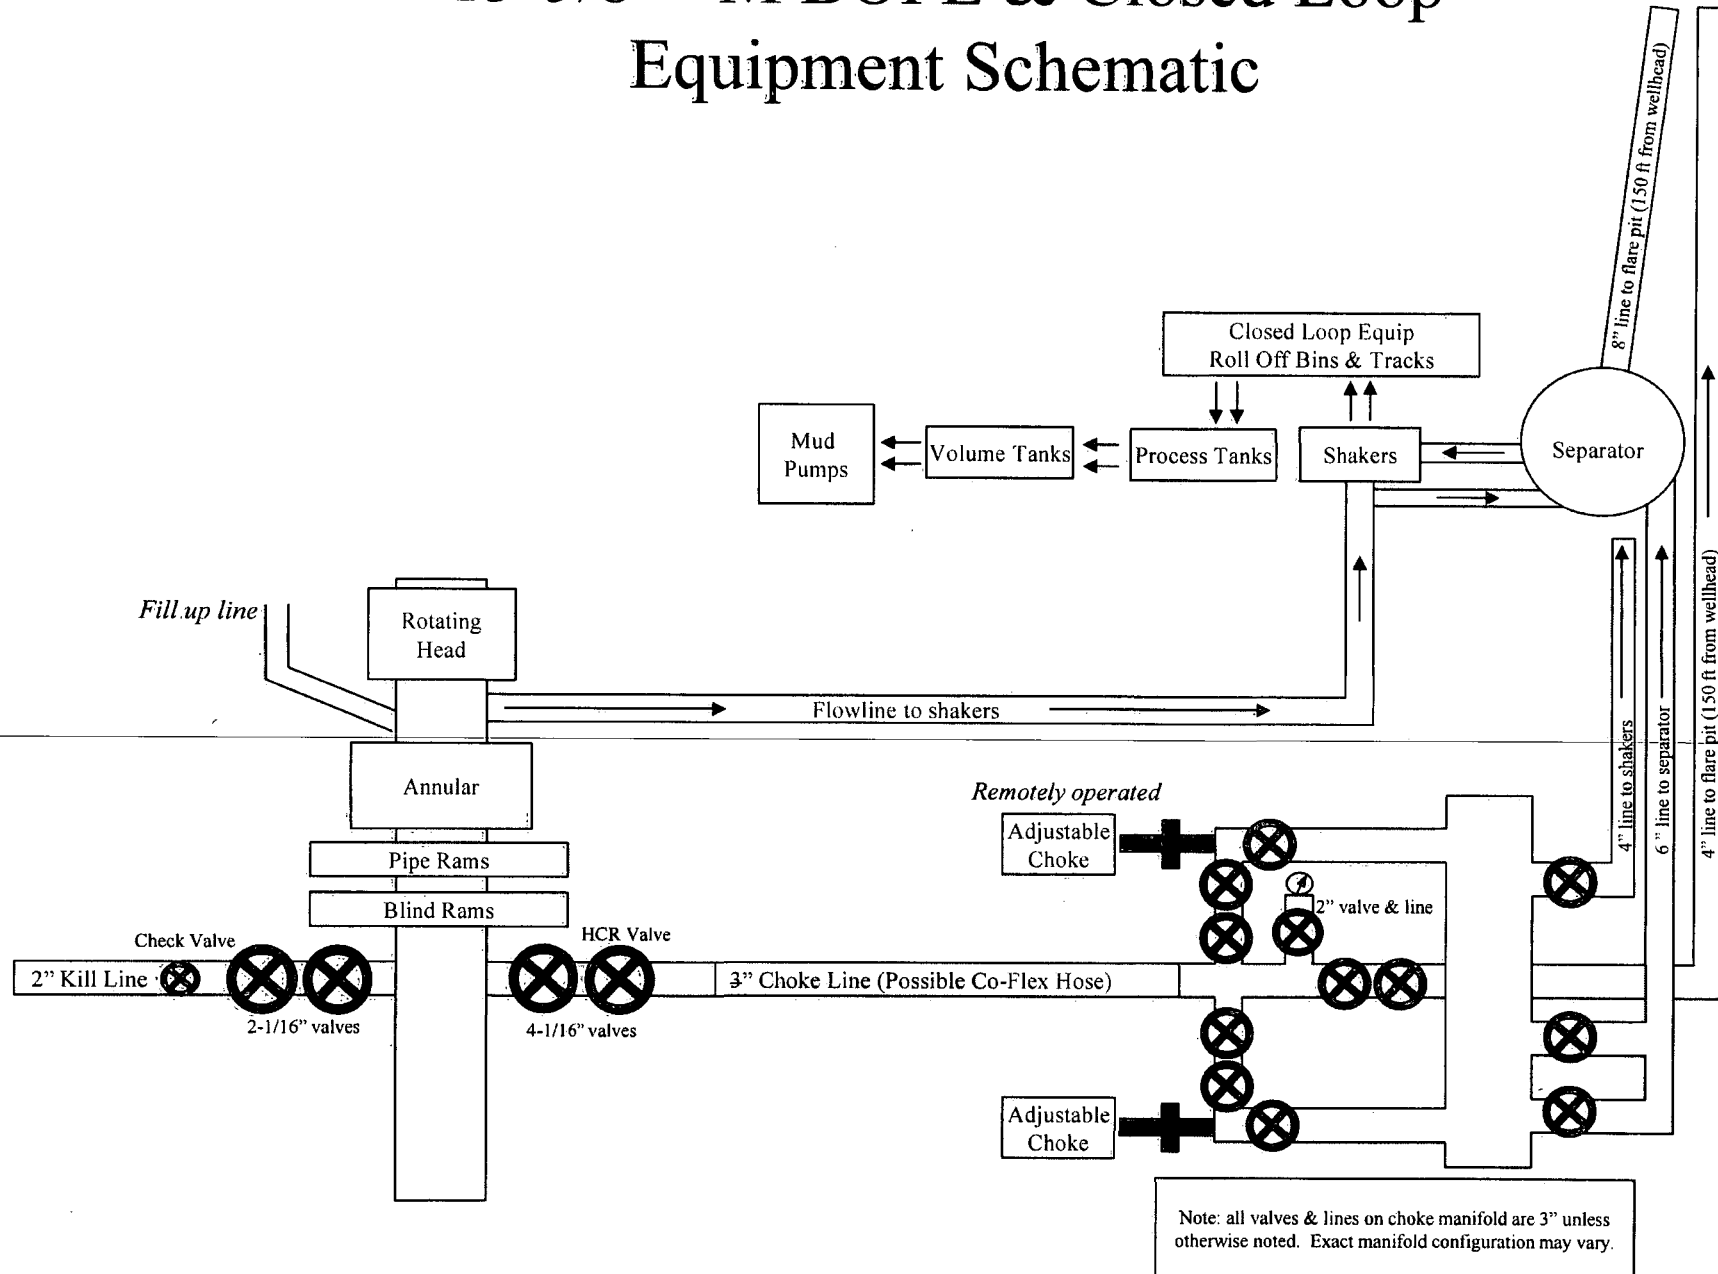 Equipment Schematic
8" line to flare pit (150 ft from wellhead)
Closed Loop Equip
Roll Off Bins & Tracks
Mud
Pumps
Volume Tanks
Process Tanks
Shakers
Separator
Fill up line
Rotating
Head
Flowline to shakers
4" line to shakers
6" line to separator
4" line to flare pit (150 ft from wellhead)
Annular
Remotely operated
Adjustable
Choke
Pipe Rams
Blind Rams
2" valve & line
Check Valve
HCR Valve
2" Kill Line
3" Choke Line (Possible Co-Flex Hose)
2-1/16" valves
4-1/16" valves
Adjustable
Choke
Note: all valves & lines on choke manifold are 3" unless
otherwise noted. Exact manifold configuration may vary.